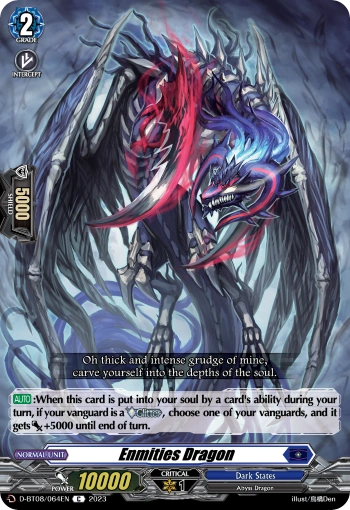 2
GRADE
INTERCEPT
5000
SHIELD
Oh thick and intense grudge of mine,
carve yourself into the depths of the soul.
AUTO:When this card is put into your soul by a card's ability during your
turn, if your vanguard is a, choose one of your vanguards, and it
gets +5000 until end of turn.
NORMAL UNIT
Enmities Dragon
POWER 10000
CRITICAL
1
Dark States
Abyss Dragon
D-BT08/064EN C 2023
illust/鳥橋Den